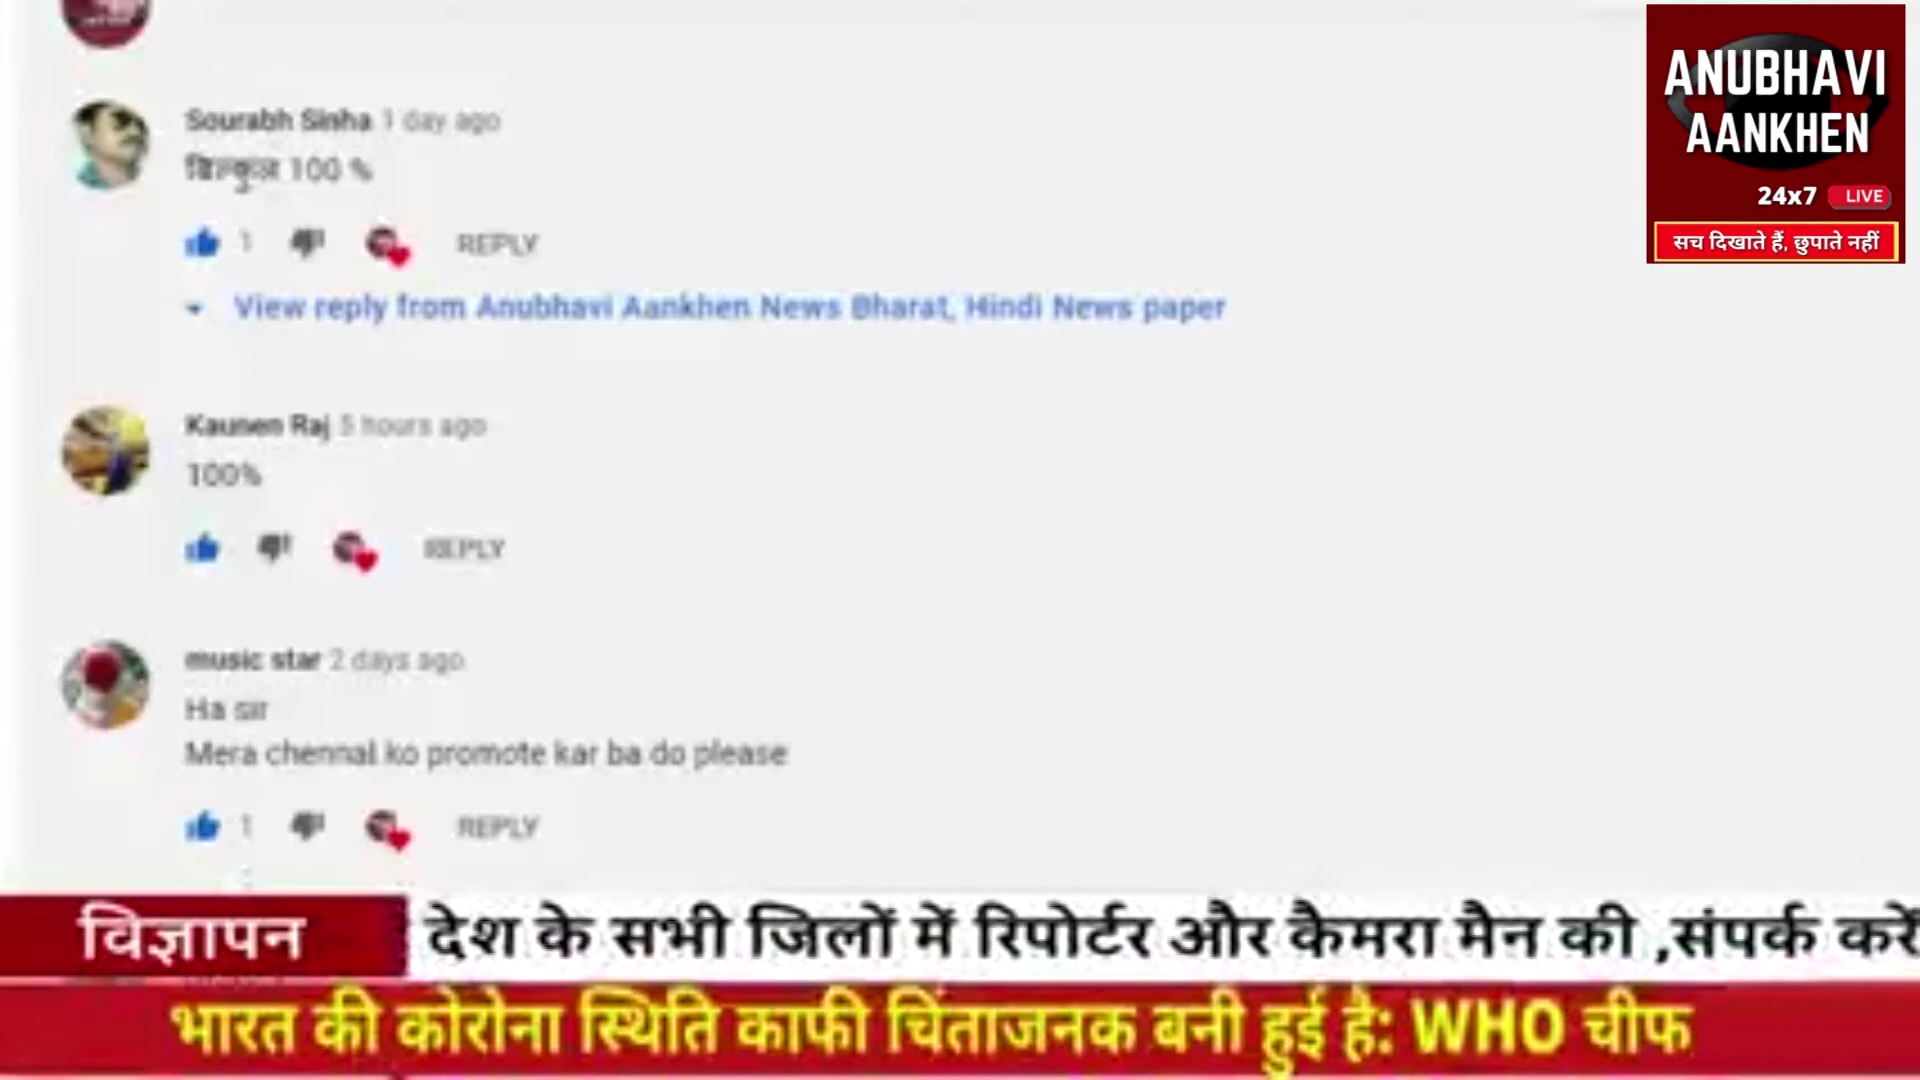 ANUBHAVI
AANKHEN
24x7 LIVE
सच दिखाते हैं, छुपाते नहीं
Sourabh Sinha 1 day ago
बिल्कुल 100 %
1 REPLY
View reply from Anubhavi Aankhen News Bharat, Hindi News paper
Kaunen Raj 5 hours ago
100%
REPLY
music star 2 days ago
Ha sir
Mera chennal ko promote kar ba do please
1 REPLY
विज्ञापन देश के सभी जिलों में रिपोर्टर और कैमरा मैन की ,संपर्क करें
भारत की कोरोना स्थिति काफी चिंताजनक बनी हुई है: WHO चीफ